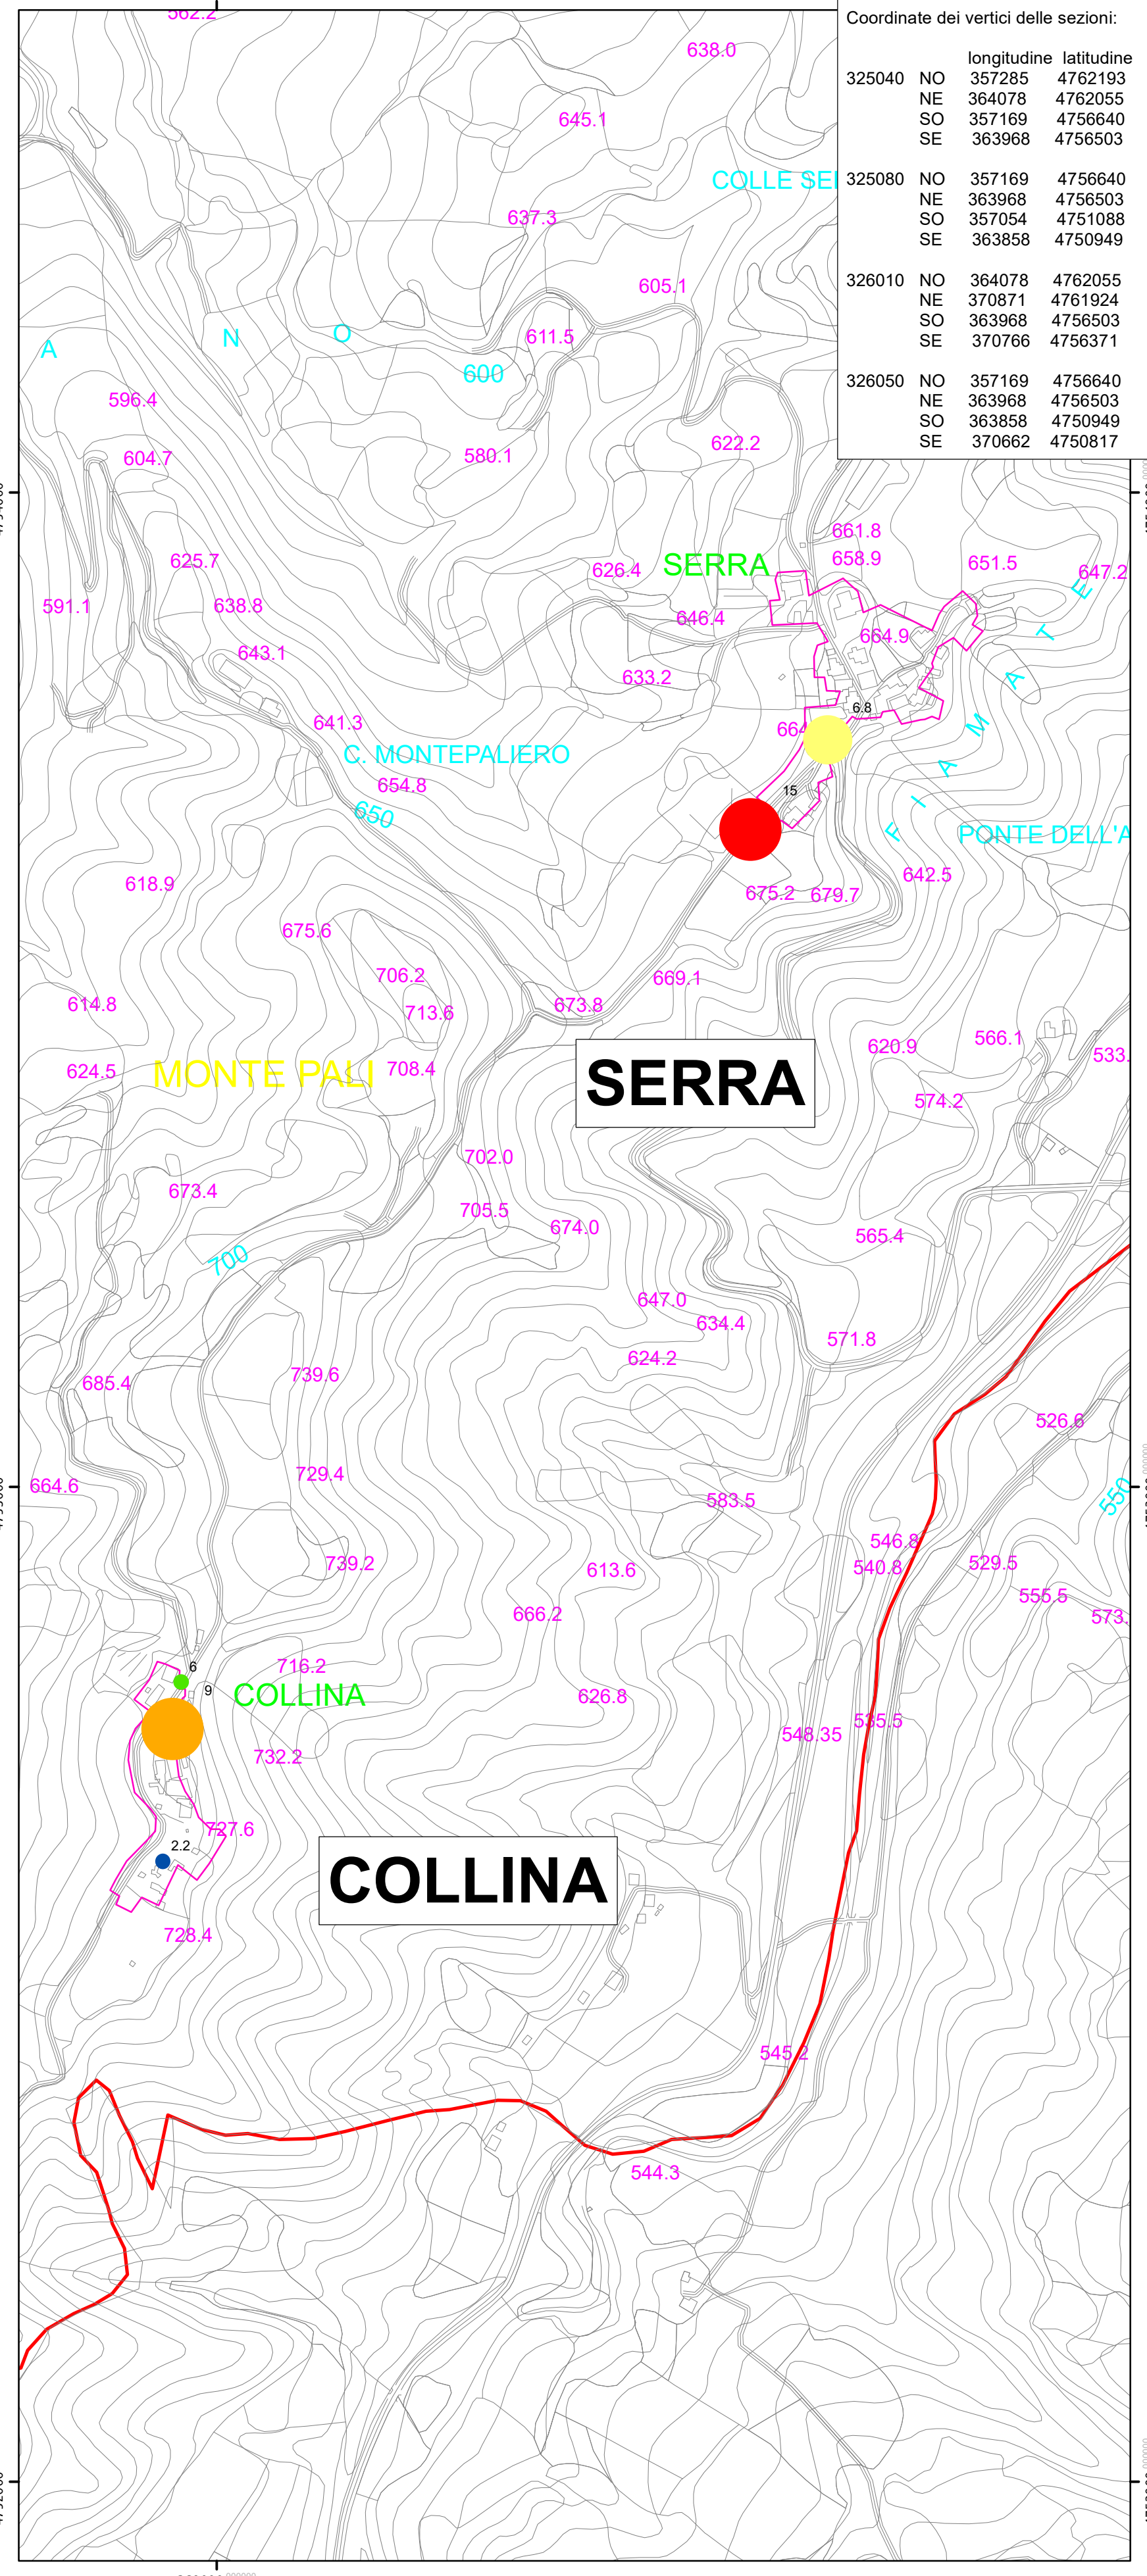 562.2
Coordinate dei vertici delle sezioni:
638.0
longitudine latitudine
325040 NO 357285 4762193
NE 364078 4762055
645.1
SO 357169 4756640
SE 363968 4756503
COLLE SE
325080 NO 357169 4756640
NE 363968 4756503
637.3
SO 357054 4751088
SE 363858 4750949
605.1
326010 NO 364078 4762055
NE 370871 4761924
SO 363968 4756503
SE 370766 4756371
A N O
611.5
600
326050 NO 357169 4756640
NE 363968 4756503
SO 363858 4750949
SE 370662 4750817
596.4
604.7
580.1
622.2
661.8
658.9
625.7
626.4
SERRA
651.5
647.2
591.1
638.8
646.4
664.9
643.1
633.2
F I A M A T E
641.3
6.8
664
C. MONTEPALIERO
654.8
650
15
PONTE DELL'A
618.9
675.2
679.7
642.5
675.6
706.2
669.1
614.8
713.6
673.8
620.9
566.1
533.
624.5
MONTE PALI
708.4
SERRA
574.2
702.0
673.4
705.5
674.0
565.4
700
647.0
634.4
571.8
624.2
739.6
685.4
526.6
729.4
664.6
583.5
550
546.8
739.2
613.6
540.8
529.5
555.5
666.2
573.
6
716.2
9
COLLINA
626.8
535.5
548.35
732.2
727.6
2.2
COLLINA
728.4
545.2
544.3